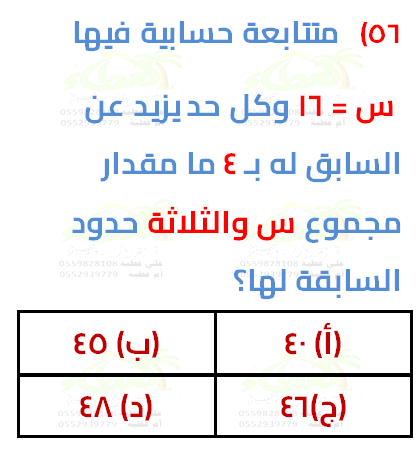 ٥٦) متتابعة حسابية فيها
س = ١٦ وكل حد يزيد عن
السابق له بـ ٤ ما مقدار
مجموع س والثلاثة حدود
السابقة لها؟
(أ) ٤٠
(ب) ٤٥
(ج) ٤٦
(د) ٤٨